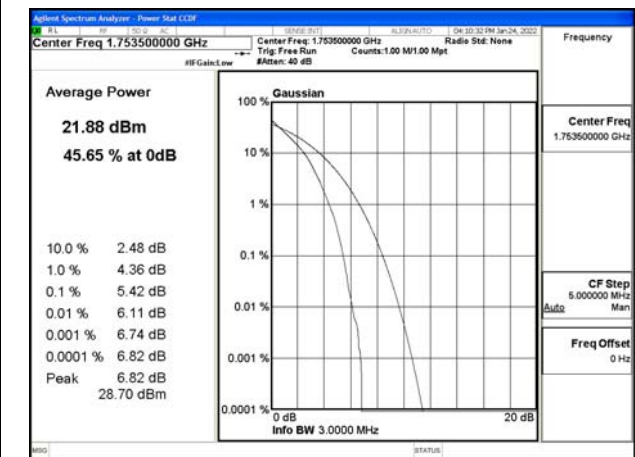 Agilent Spectrum Analyzer - Power Stat CCDF
RL RF 50 Ω AC SENSE:INT ALIGNAUTO 04:10:32 PM Jan 24, 2022
Center Freq 1.753500000 GHz
Center Freq: 1.753500000 GHz Radio Std: None
Trig: Free Run Counts:1.00 M/1.00 Mpt
#IFGain:Low #Atten: 40 dB
Frequency
Average Power
21.88 dBm
45.65 % at 0dB
10.0 % 2.48 dB
1.0 % 4.36 dB
0.1 % 5.42 dB
0.01 % 6.11 dB
0.001 % 6.74 dB
0.0001 % 6.82 dB
Peak 6.82 dB
28.70 dBm
Gaussian
100 %
10 %
1 %
0.1 %
0.01 %
0.001 %
0.0001 %
0 dB 20 dB
Info BW 3.0000 MHz
Center Freq
1.753500000 GHz
CF Step
5.000000 MHz
Auto Man
Freq Offset
0 Hz
MSG STATUS